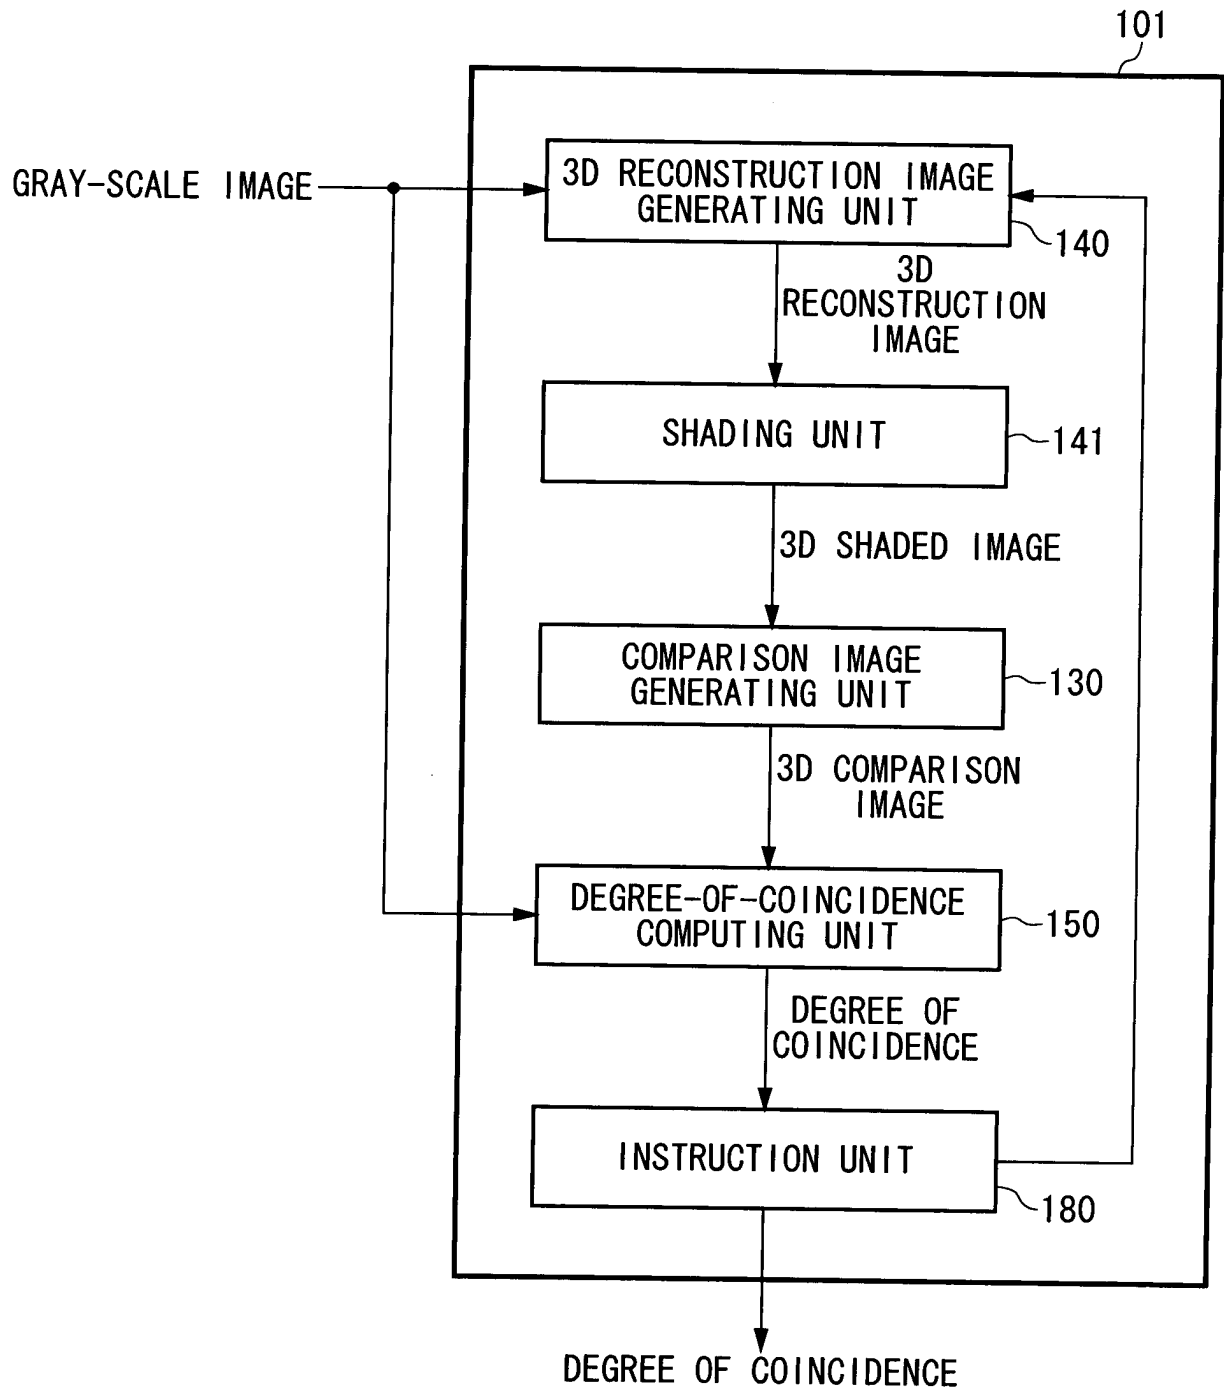 101
GRAY-SCALE IMAGE
3D RECONSTRUCTION IMAGE
GENERATING UNIT
140
3D
RECONSTRUCTION
IMAGE
SHADING UNIT
141
3D SHADED IMAGE
COMPARISON IMAGE
GENERATING UNIT
130
3D COMPARISON
IMAGE
DEGREE-OF-COINCIDENCE
COMPUTING UNIT
150
DEGREE OF
COINCIDENCE
INSTRUCTION UNIT
180
DEGREE OF COINCIDENCE